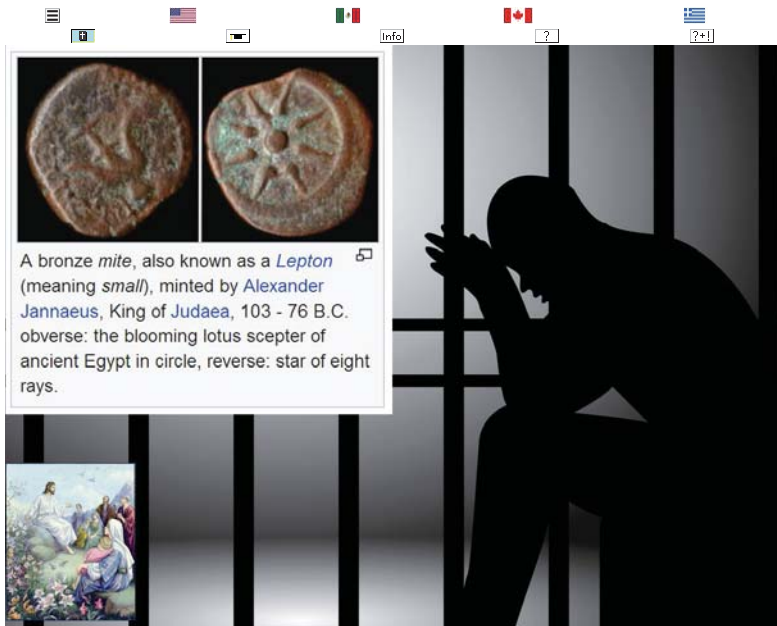 Info
?
?+!
A bronze mite, also known as a Lepton
(meaning small), minted by Alexander
Jannaeus, King of Judaea, 103 - 76 B.C.
obverse: the blooming lotus scepter of
ancient Egypt in circle, reverse: star of eight
rays.